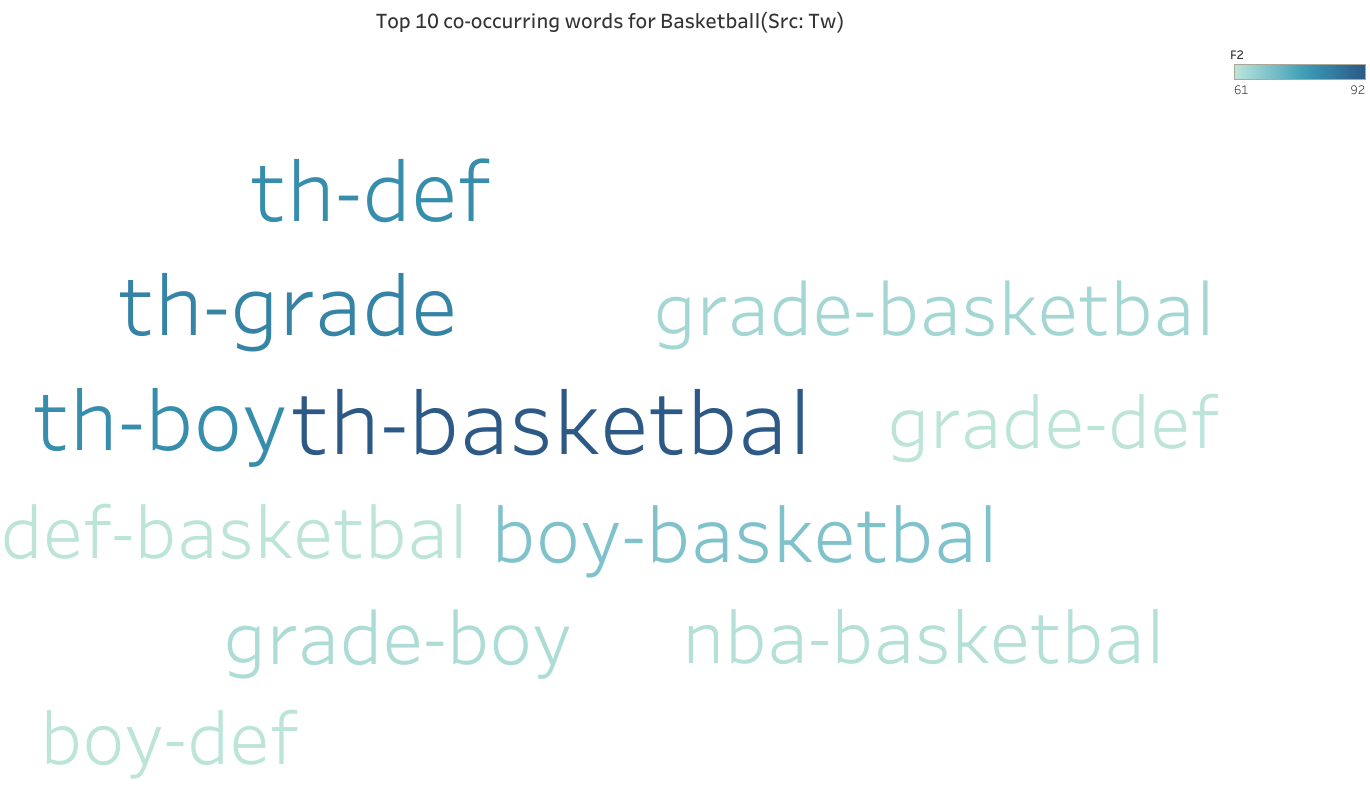 Top 10 co-occurring words for Basketball(Src: Tw)
F2
61 92
th-def
th-grade grade-basketbal
th-boy th-basketbal grade-def
def-basketbal boy-basketbal
grade-boy nba-basketbal
boy-def